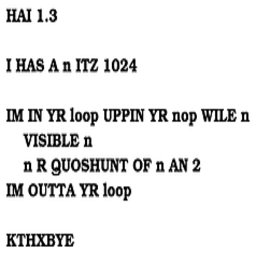 HAI 1.3
I HAS A n ITZ 1024
IM IN YR loop UPPIN YR nop WILE n
VISIBLE n
n R QUOSHUNT OF n AN 2
IM OUTTA YR loop
KTHXBYE